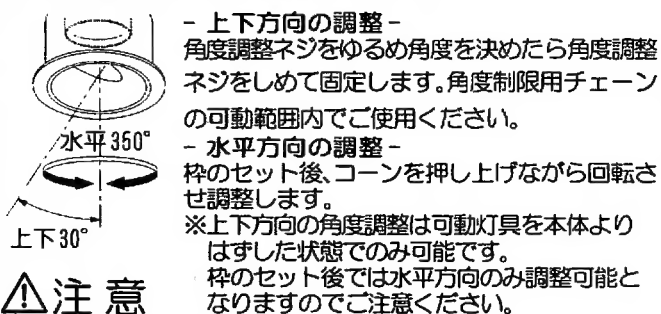 - 上下方向の調整 -
角度調整ネジをゆるめ角度を決めたら角度調整
ネジをしめて固定します。角度制限用チェーン
の可動範囲内でご使用ください。
- 水平方向の調整 -
枠のセット後、コーンを押し上げながら回転さ
せ調整します。
※上下方向の角度調整は可動灯具を本体より
はずした状態でのみ可能です。
枠のセット後では水平方向のみ調整可能と
なりますのでご注意ください。
水平350°
上下30°
⚠注意